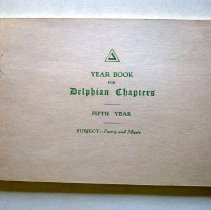 YEAR BOOK
FOR
Delphian Chapters
FIFTH YEAR
SUBJECT—Poetry and Music